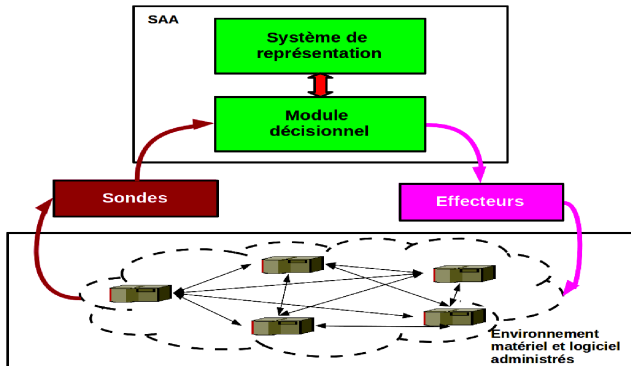 SAA
Système de
représentation
Module
décisionnel
Sondes
Effecteurs
Environnement
matériel et logiciel
administrés